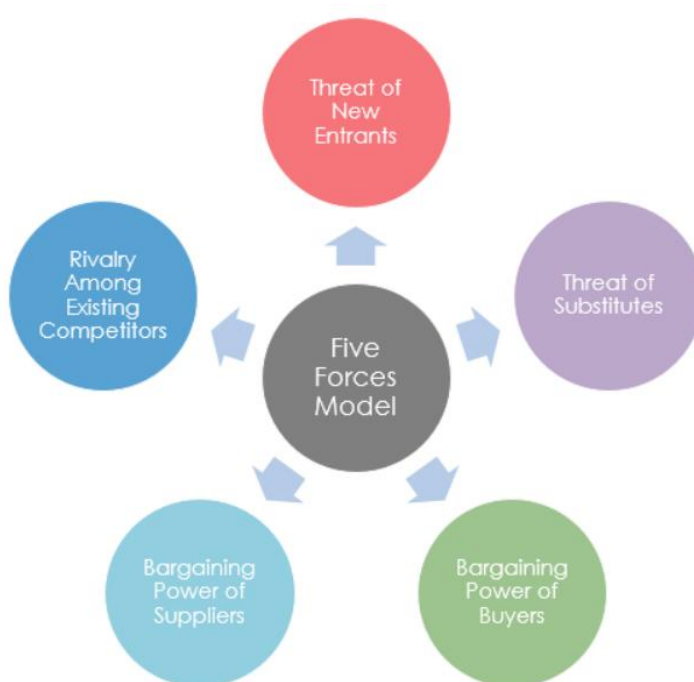 Threat of
New
Entrants
Rivalry
Among
Existing
Competitors
Threat of
Substitutes
Five
Forces
Model
Bargaining
Power of
Suppliers
Bargaining
Power of
Buyers